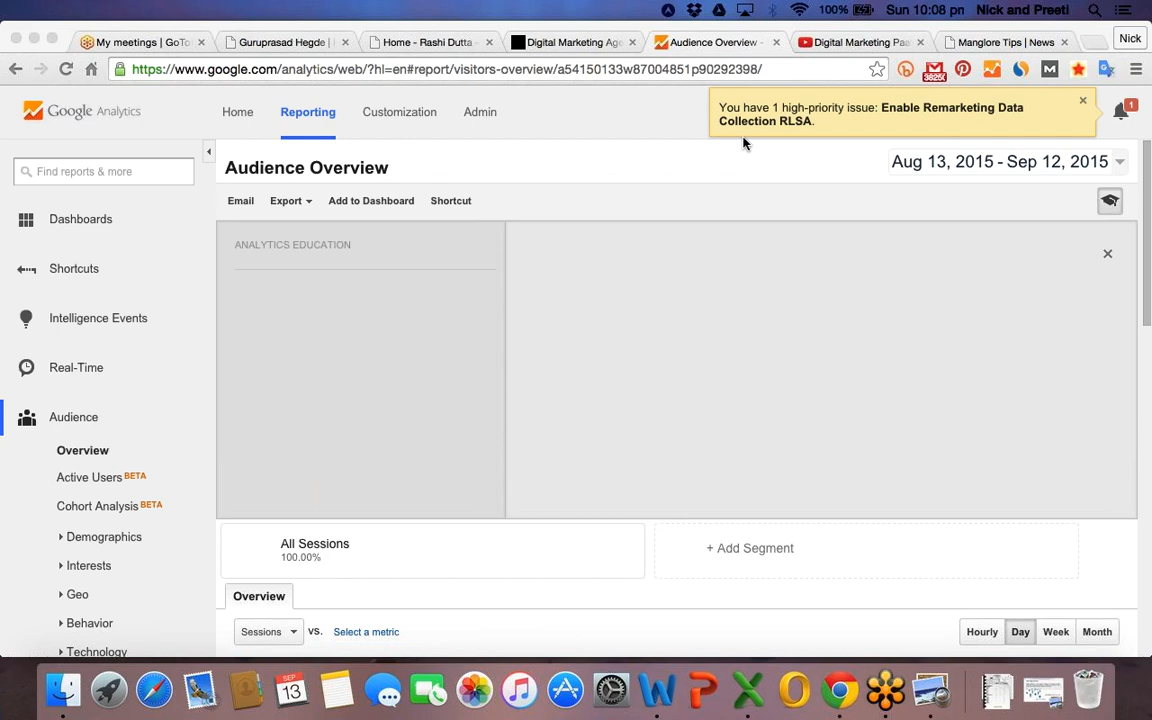 100% Sun 10:08 pm Nick and Preeti
My meetings | GoTo Guruprasad Hegde | Home - Rashi Dutta - Digital Marketing Age Audience Overview - Digital Marketing Pa Manglore Tips | News Nick
https://www.google.com/analytics/web/?hl=en#report/visitors-overview/a54150133w87004851p90292398/
Google Analytics
Home Reporting Customization Admin
You have 1 high-priority issue: Enable Remarketing Data
Collection RLSA.
1
Find reports & more
Audience Overview
Aug 13, 2015 - Sep 12, 2015
Email Export Add to Dashboard Shortcut
Dashboards
ANALYTICS EDUCATION
Shortcuts
Intelligence Events
Real-Time
Audience
Overview
Active Users BETA
Cohort Analysis BETA
Demographics
Interests
Geo
Behavior
Technology
All Sessions
100.00%
+ Add Segment
Overview
Sessions VS. Select a metric
Hourly Day Week Month
SEP
13